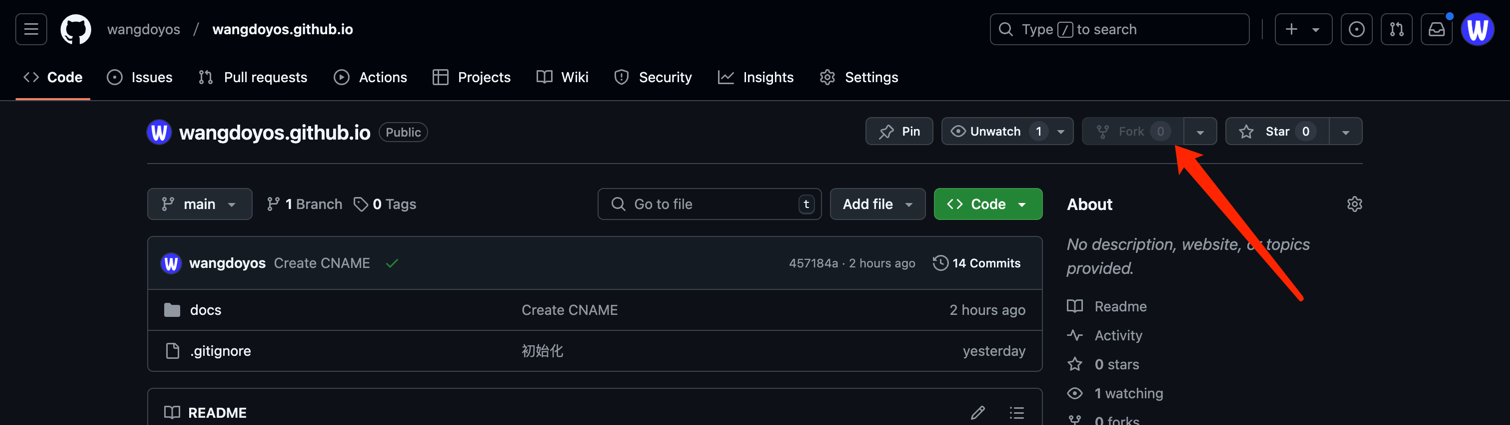 wangdoyos / wangdoyos.github.io Type / to search W
Code Issues Pull requests Actions Projects Wiki Security Insights Settings
W wangdoyos.github.io Public Pin Unwatch 1 Fork 0 Star 0
main 1 Branch 0 Tags Go to file t Add file Code
About
No description, website, or topics
provided.
W wangdoyos Create CNAME 457184a · 2 hours ago 14 Commits
docs Create CNAME 2 hours ago
.gitignore 初始化 yesterday
Readme
Activity
0 stars
1 watching
0 forks
README